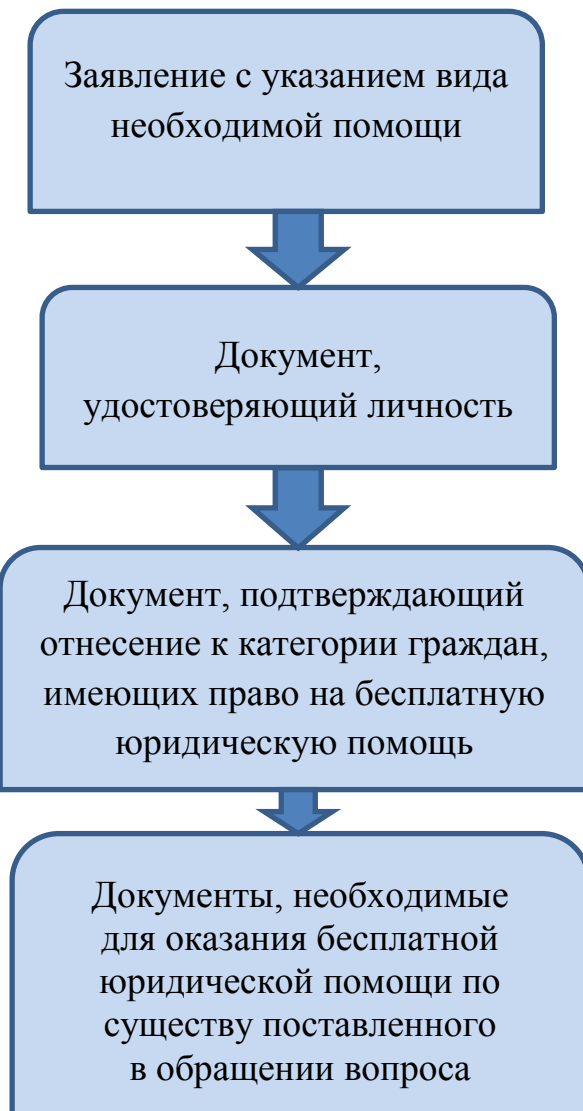 Заявление с указанием вида
необходимой помощи
Документ,
удостоверяющий личность
Документ, подтверждающий
отнесение к категории граждан,
имеющих право на бесплатную
юридическую помощь
Документы, необходимые
для оказания бесплатной
юридической помощи по
существу поставленного
в обращении вопроса